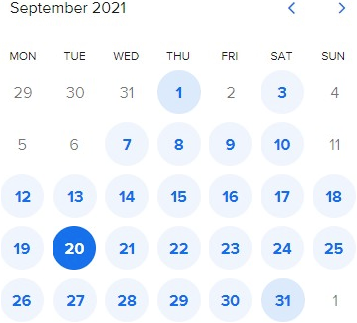 September 2021
MON TUE WED THU FRI SAT SUN
29 30 31 1 2 3 4
5 6 7 8 9 10 11
12 13 14 15 16 17 18
19 20 21 22 23 24 25
26 27 28 29 30 31 1